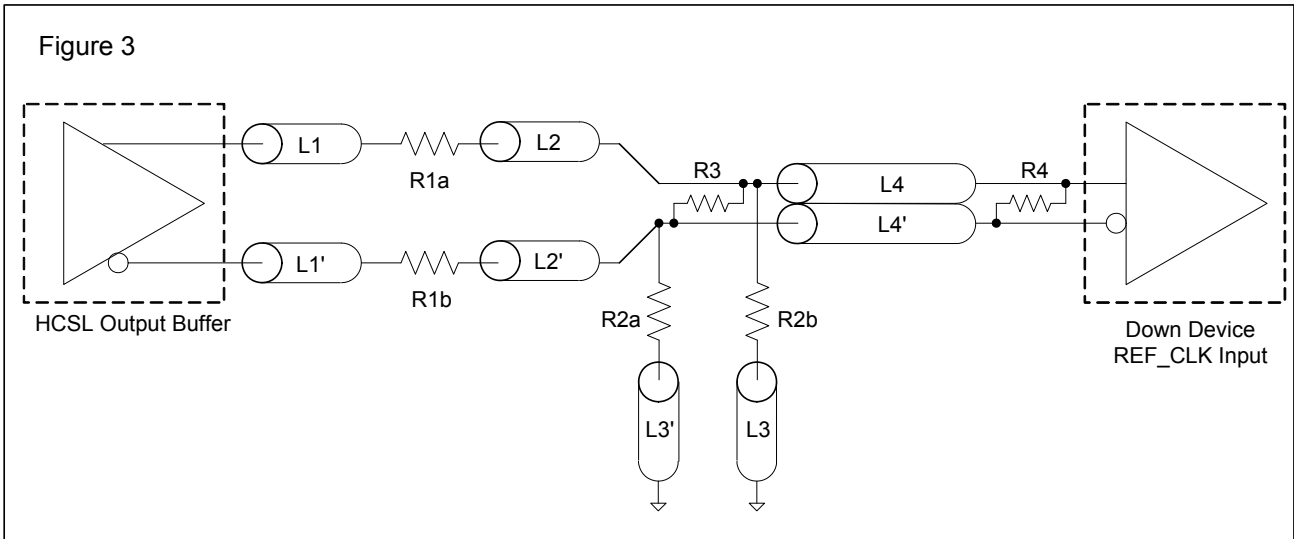 Figure 3
L1
R1a
L2
R3
L4
R4
L4'
L1'
R1b
L2'
HCSL Output Buffer
R2a
R2b
Down Device
REF_CLK Input
L3'
L3